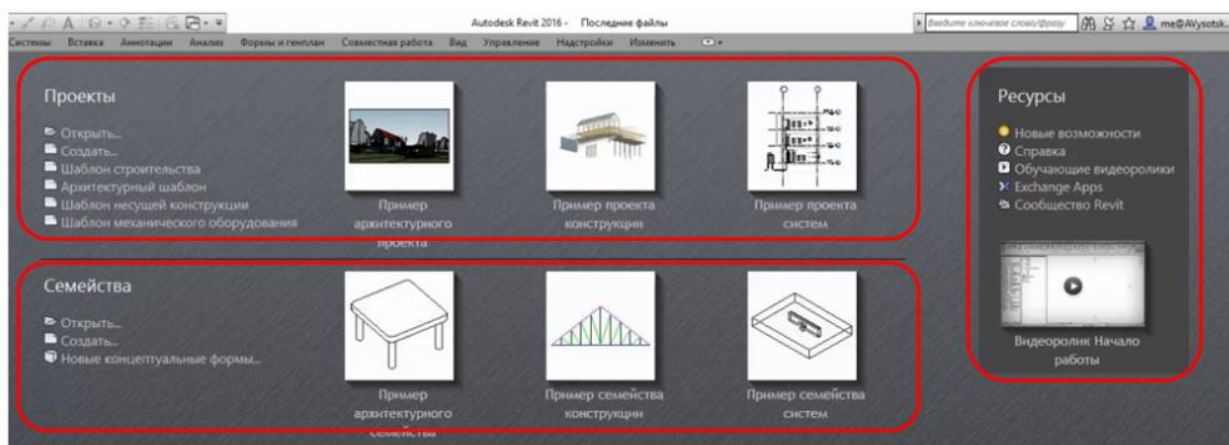 Autodesk Revit 2016 - Последние файлы
Введите ключевое слово/фразу
me@AVysotsk...
Системы Вставка Аннотации Анализ Формы и генплан Совместная работа Вид Управление Надстройки Изменить
Проекты
Открыть...
Создать...
Шаблон строительства
Архитектурный шаблон
Шаблон несущей конструкции
Шаблон механического оборудования
Пример
архитектурного
проекта
Пример проекта
конструкции
Пример проекта
систем
Семейства
Открыть...
Создать...
Новые концептуальные формы...
Пример
архитектурного
семейства
Пример семейства
конструкции
Пример семейства
систем
Ресурсы
Новые возможности
Справка
Обучающие видеоролики
Exchange Apps
Сообщество Revit
Видеоролик Начало
работы